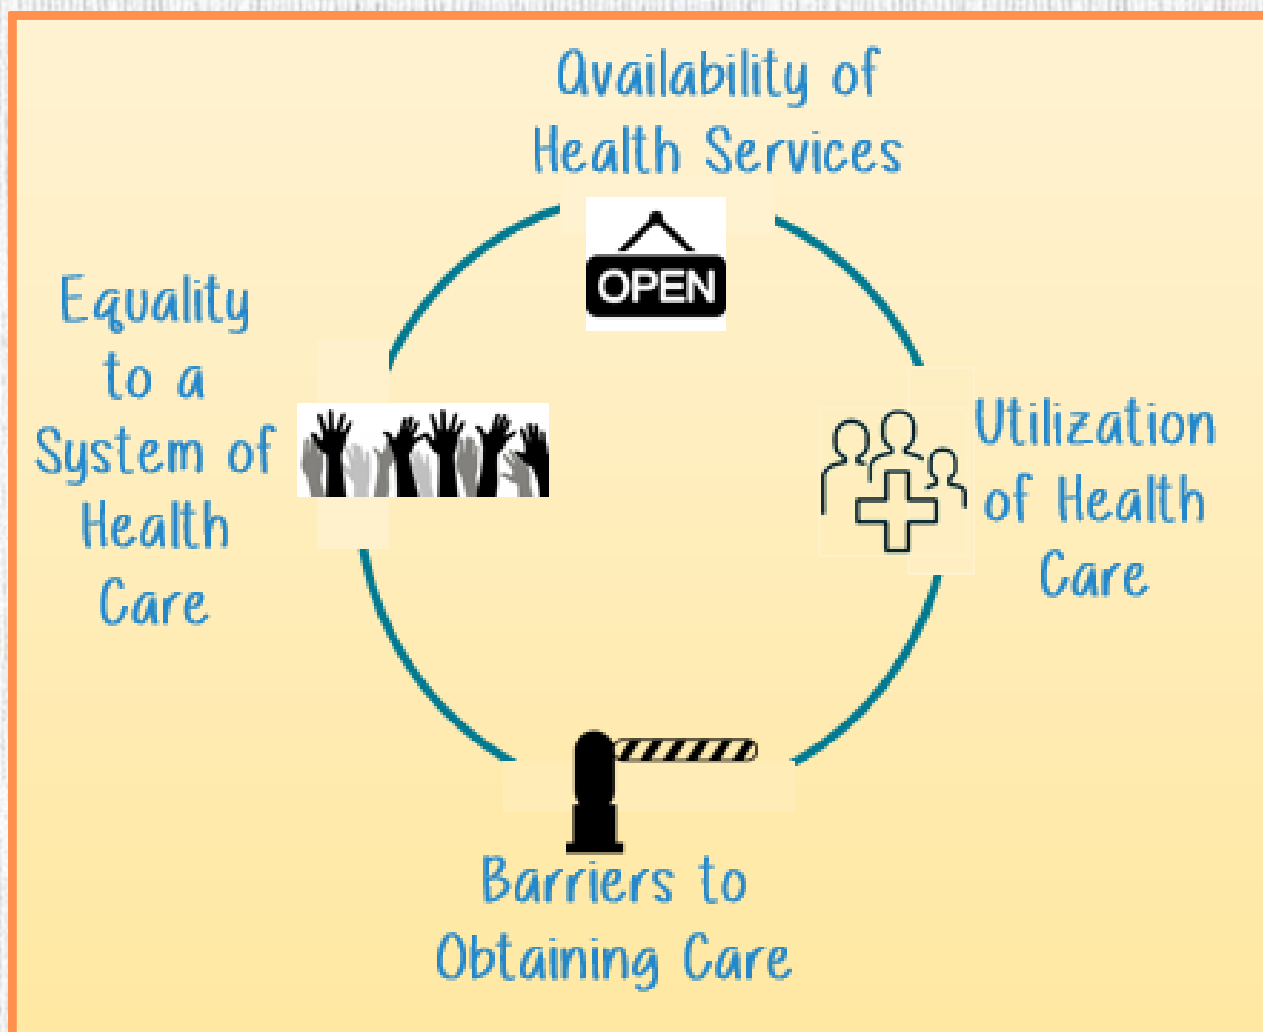 Availability of
Health Services
OPEN
Equality
to a
System of
Health
Care
Utilization
of Health
Care
Barriers to
Obtaining Care